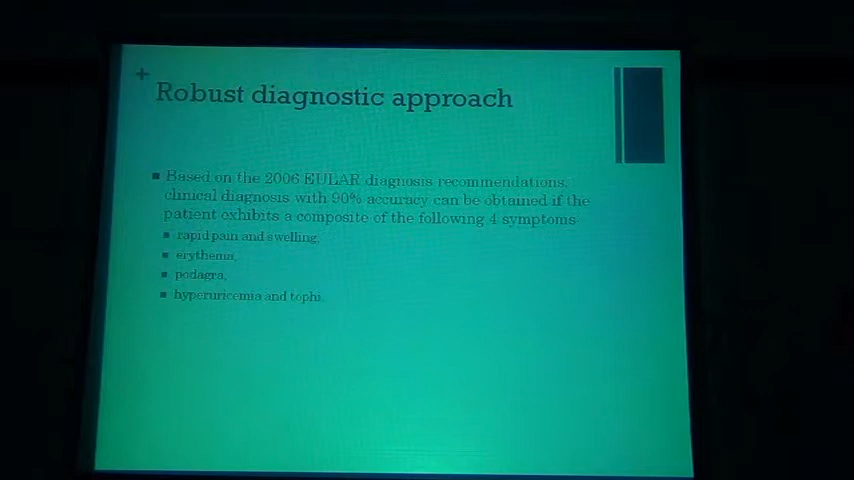 +
Robust diagnostic approach
Based on the 2006 EULAR diagnosis recommendations,
clinical diagnosis with 90% accuracy can be obtained if the
patient exhibits a composite of the following 4 symptoms-
rapid pain and swelling,
erythema,
podagra,
hyperuricemia and tophi.